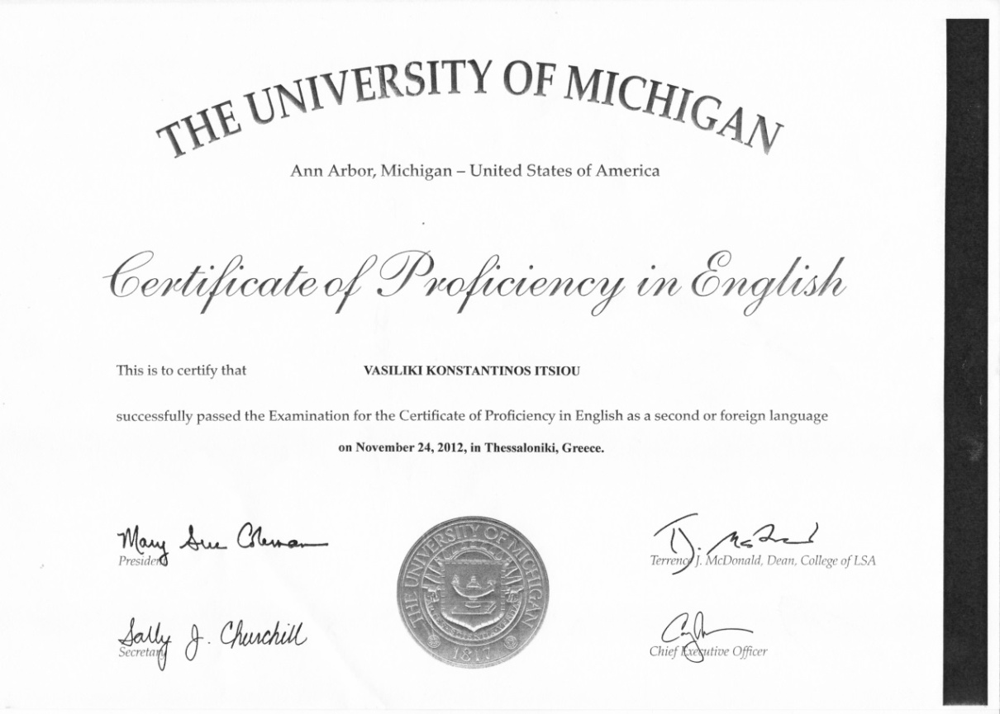 THE UNIVERSITY OF MICHIGAN
Ann Arbor, Michigan – United States of America
Certificate of Proficiency in English
This is to certify that VASILIKI KONSTANTINOS ITSIOU
successfully passed the Examination for the Certificate of Proficiency in English as a second or foreign language
on November 24, 2012, in Thessaloniki, Greece.
Mary Sue Coleman
President
Terrence J. McDonald, Dean, College of LSA
Sally J. Churchill
Secretary
Chief Executive Officer
THE UNIVERSITY OF MICHIGAN
1817